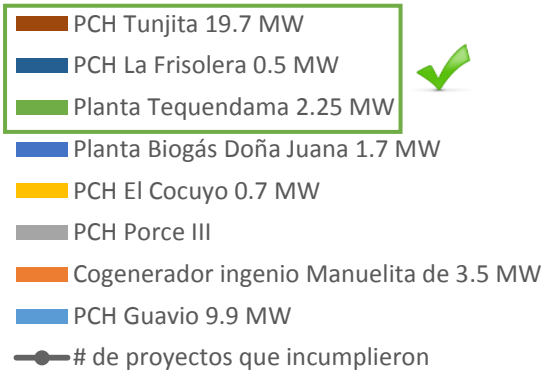 PCH Tunjita 19.7 MW
PCH La Frisolera 0.5 MW
Planta Tequendama 2.25 MW
Planta Biogás Doña Juana 1.7 MW
PCH El Cocuyo 0.7 MW
PCH Porce III
Cogenerador ingenio Manuelita de 3.5 MW
PCH Guavio 9.9 MW
# de proyectos que incumplieron